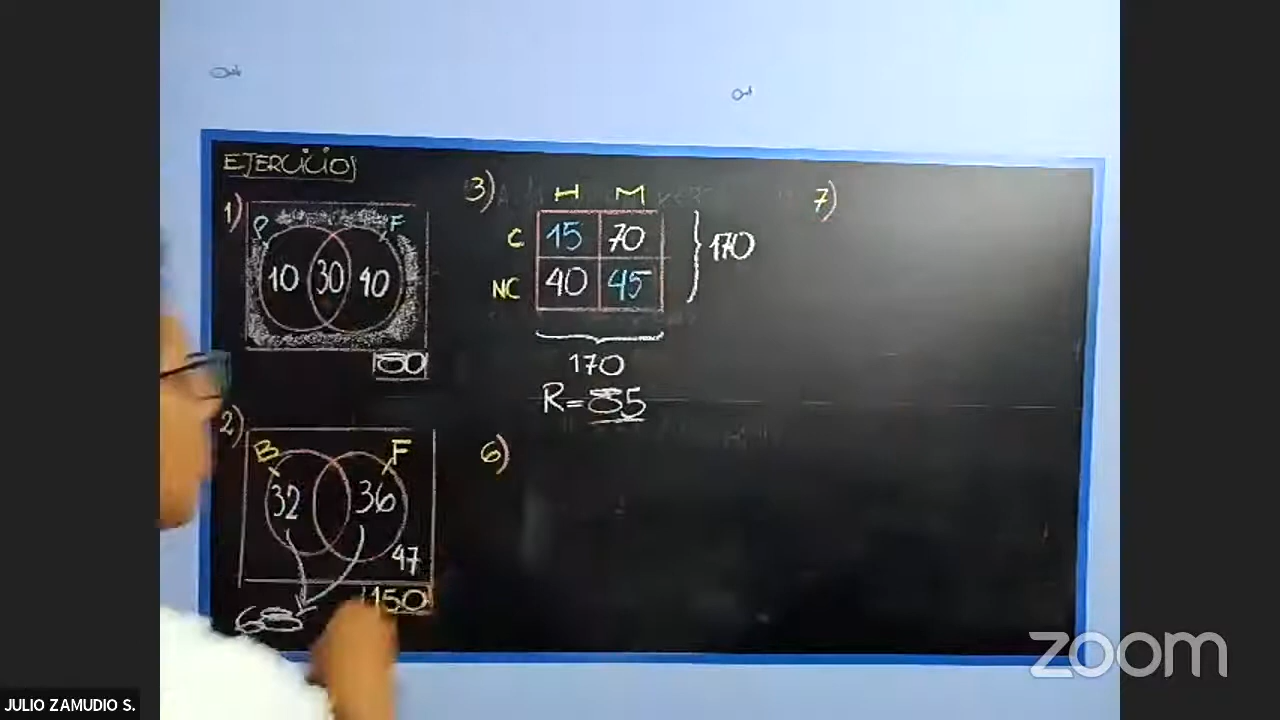 EJERCICIOS
1)
P F
10 30 40
80
2)
B F
32 36
47
150
68
3)
H M
C 15 70
NC 40 45
170
170
R=85
6)
7)
zoom
JULIO ZAMUDIO S.